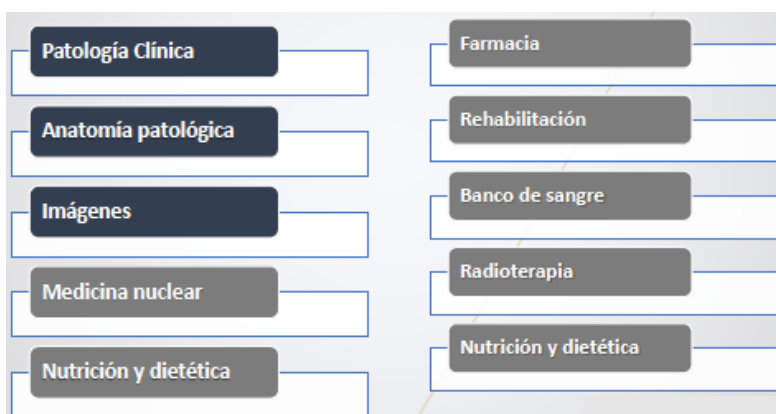 Patología Clínica
Anatomía patológica
Imágenes
Medicina nuclear
Nutrición y dietética
Farmacia
Rehabilitación
Banco de sangre
Radioterapia
Nutrición y dietética